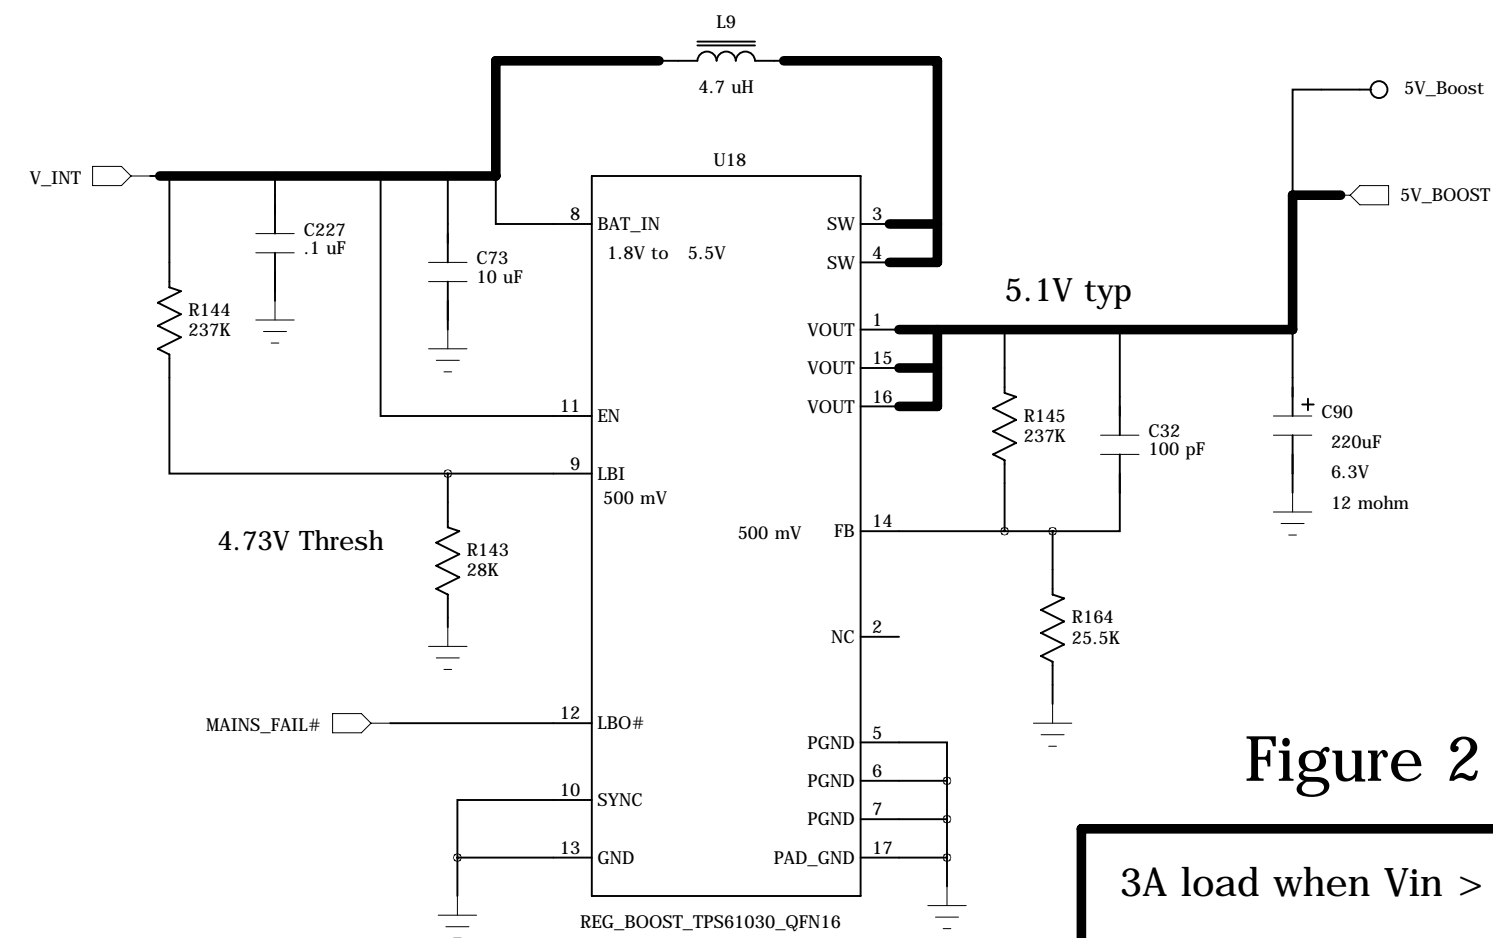 L9
4.7 uH
5V_Boost
V_INT
U18
5V_BOOST
8
BAT_IN
1.8V to 5.5V
SW
3
SW
4
C227
.1 uF
C73
10 uF
R144
237K
5.1V typ
VOUT
1
VOUT
15
VOUT
16
11
EN
R145
237K
C32
100 pF
+
C90
220uF
6.3V
12 mohm
9
LBI
500 mV
4.73V Thresh
R143
28K
500 mV
FB
14
R164
25.5K
NC
2
MAINS_FAIL#
12
LBO#
PGND
5
PGND
6
PGND
7
PAD_GND
17
10
SYNC
13
GND
REG_BOOST_TPS61030_QFN16
Figure 2
3A load when Vin >